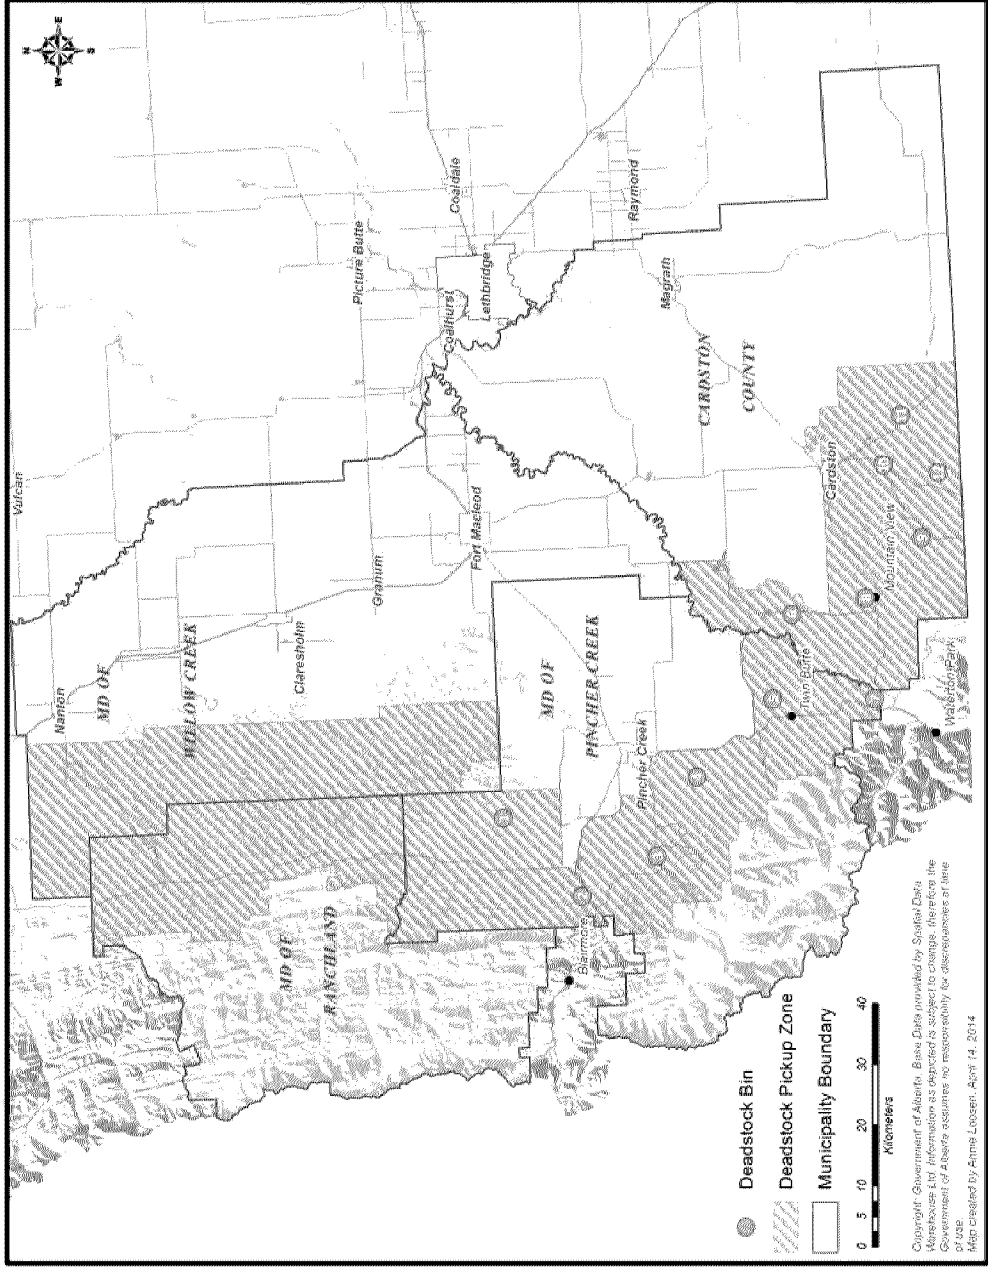 N
E
S
W
Vulcan
Nanton
MD OF
WILLOW CREEK
Claresholm
Granum
Picture Butte
Coaldale
Coalhurst
Lethbridge
Fort Macleod
Raymond
Magrath
MD OF
RANCHLAND
MD OF
PINCHER CREEK
Pincher Creek
CARDSTON
COUNTY
Cardston
Blairmore
Twin Butte
Mountain View
Waterton Park
Deadstock Bin
Deadstock Pickup Zone
Municipality Boundary
0 5 10 20 30 40
Kilometers
Copyright: Government of Alberta. Base Data provided by Spatial Data
Warehouse Ltd. Information as depicted is subject to change, therefore the
Government of Alberta assumes no responsibility for discrepancies at time
of use.
Map created by Annie Loosen. April 14, 2014